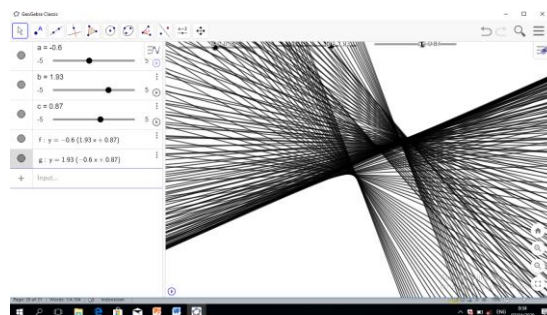 GeoGebra Classic
a = -0.6
-5
5
b = 1.93
-5
5
c = 0.87
-5
5
f : y = −0.6 (1.93 x + 0.87)
g : y = 1.93 (−0.6 x + 0.87)
+ Input...
ENG